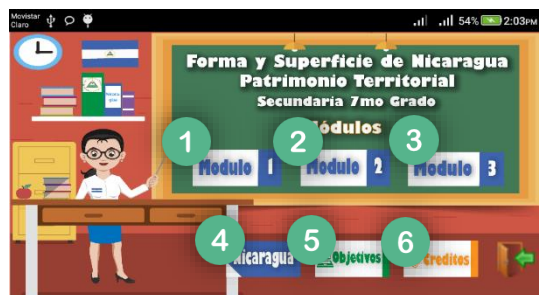 Movistar
Claro
54% 2:03PM
Forma y Superficie de Nicaragua
Patrimonio Territorial
Secundaria 7mo Grado
Módulos
1 2 3
Modulo 1 Modulo 2 Modulo 3
4 5 6
Nicaragua Objetivos Creditos